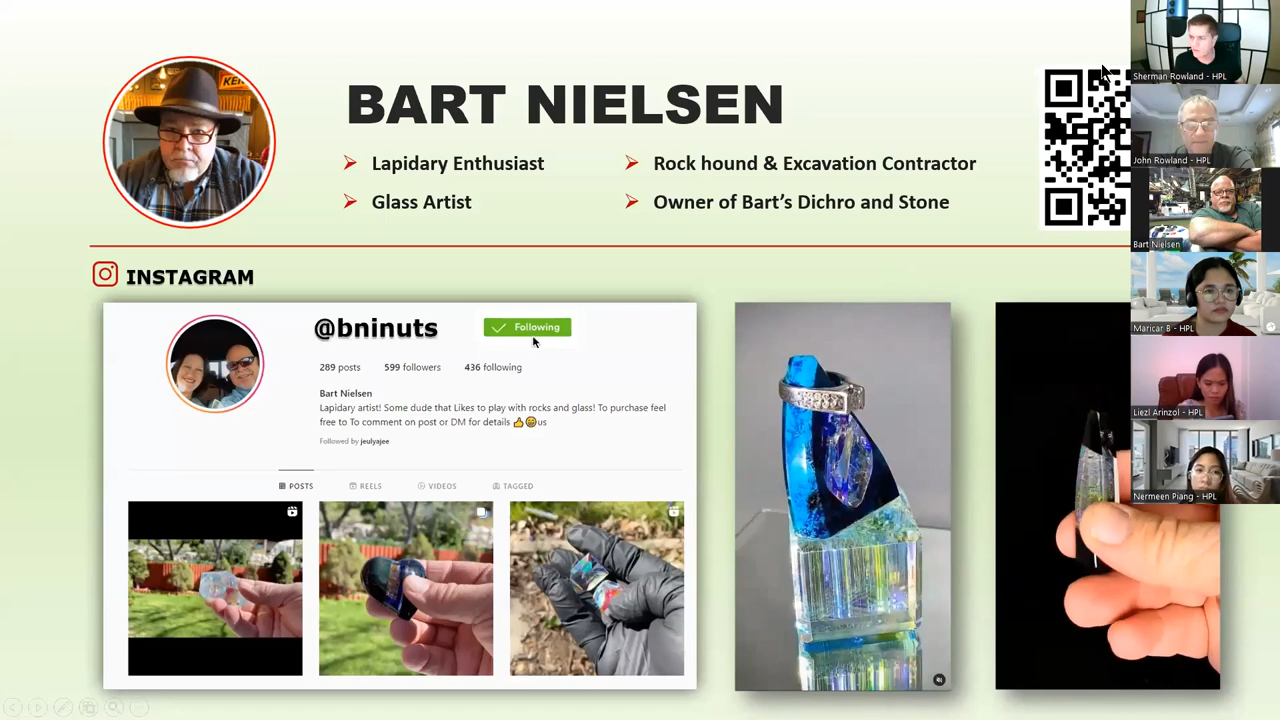 BART NIELSEN
Lapidary Enthusiast
Rock hound & Excavation Contractor
Glass Artist
Owner of Bart's Dichro and Stone
INSTAGRAM
@bninuts
Following
289 posts 599 followers 436 following
Bart Nielsen
Lapidary artist! Some dude that Likes to play with rocks and glass! To purchase feel
free to To comment on post or DM for details 👍😄us
Followed by jeulyajee
POSTS REELS VIDEOS TAGGED
Sherman Rowland - HPL
John Rowland - HPL
Bart Nielsen
Maricar B - HPL
Liezl Arinzol - HPL
Nermeen Piang - HPL